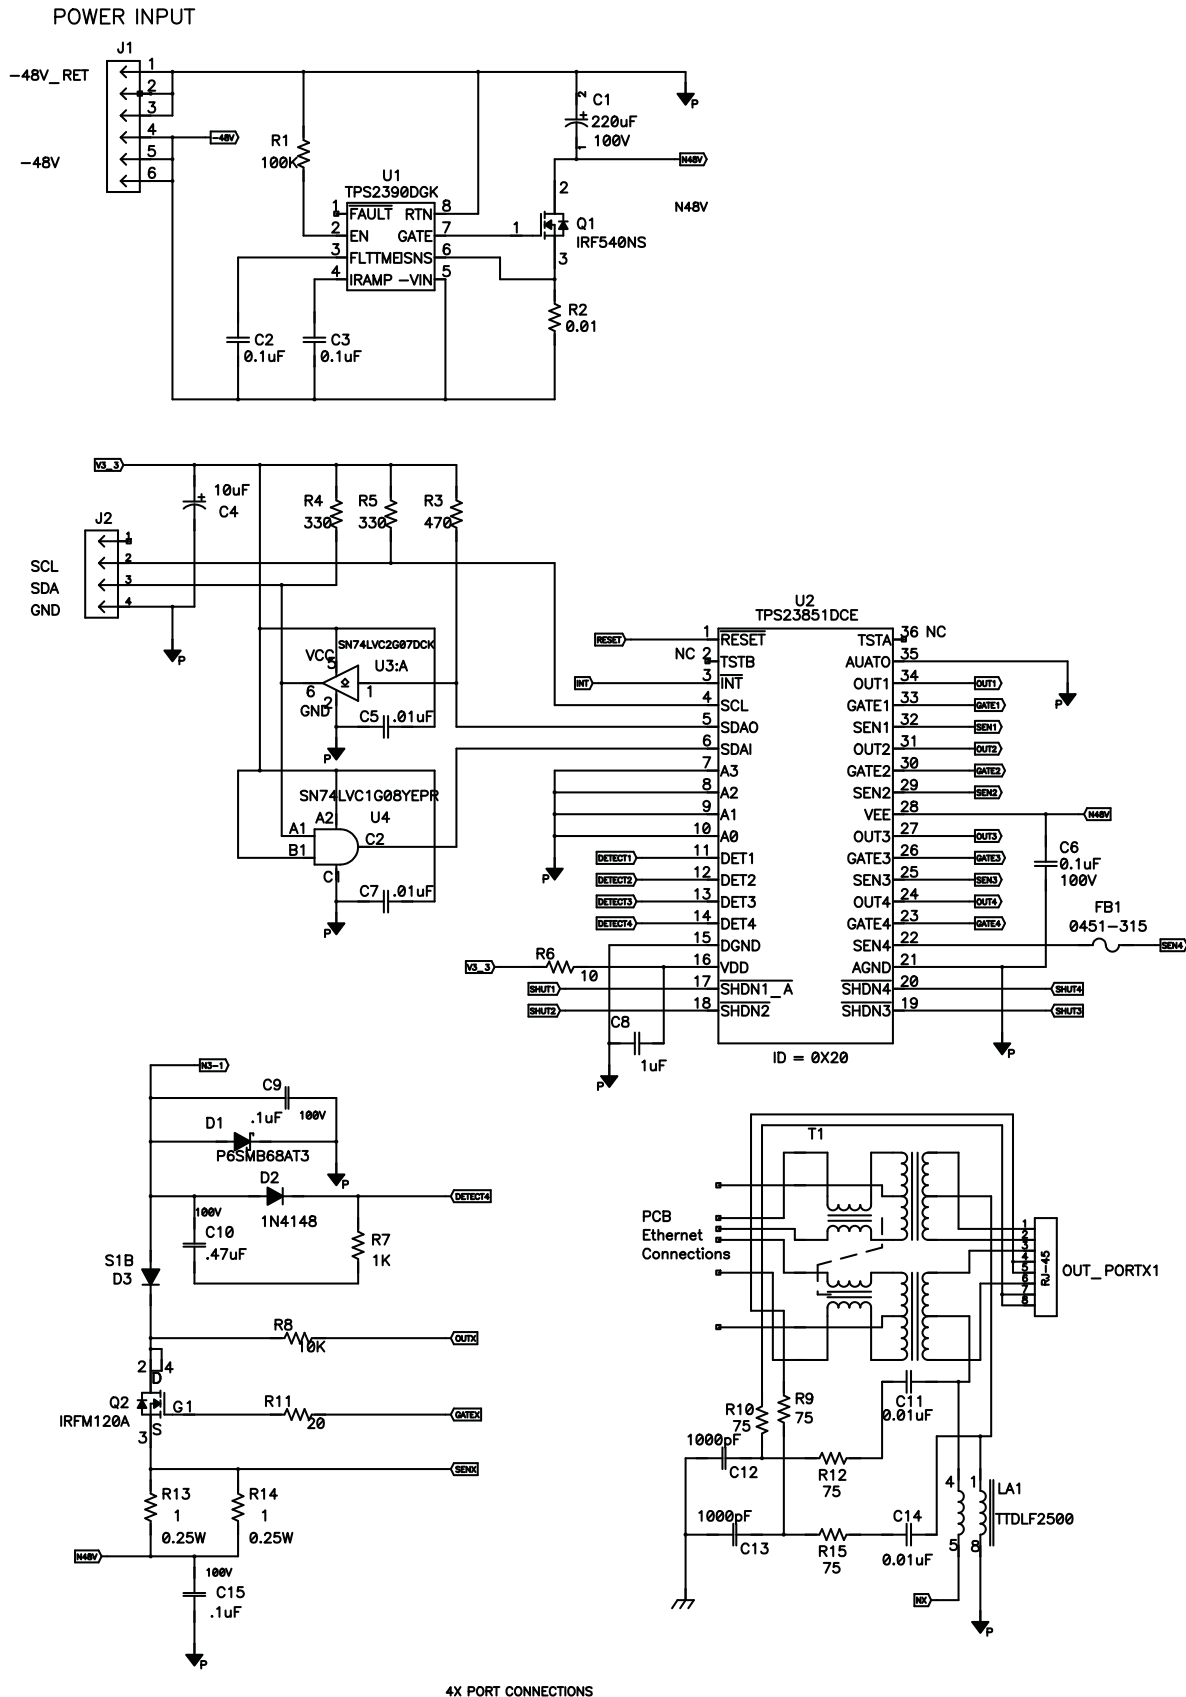 POWER INPUT
J1
-48V_RET
1
2
3
4
5
6
-48V
-48V
R1
100K
C1
220uF
100V
2
1
P
N48V
N48V
U1
TPS2390DGK
1 FAULT RTN 8
2 EN GATE 7
3 FLTTME ISNS 6
4 IRAMP -VIN 5
1
2
3
Q1
IRF540NS
R2
0.01
C2
0.1uF
C3
0.1uF
V3_3
10uF
C4
R4
330
R5
330
R3
470
J2
1
2
3
4
SCL
SDA
GND
P
SN74LVC2G07DCK
VCC
5
U3:A
6
1
2
GND
C5
.01uF
P
SN74LVC1G08YEPR
A2
U4
A1
B1
C2
C1
C7
.01uF
P
U2
TPS23851DCE
RESET 1 RESET TSTA 36 NC
NC 2 TSTB AUATO 35
INT 3 INT OUT1 34 OUT1
4 SCL GATE1 33 GATE1
P
5 SDAO SEN1 32 SEN1
6 SDAI OUT2 31 OUT2
7 A3 GATE2 30 GATE2
8 A2 SEN2 29 SEN2
9 A1 VEE 28 N48V
10 A0 OUT3 27 OUT3
DETECT1 11 DET1 GATE3 26 GATE3
DETECT2 12 DET2 SEN3 25 SEN3
DETECT3 13 DET3 OUT4 24 OUT4
DETECT4 14 DET4 GATE4 23 GATE4
15 DGND SEN4 22
16 VDD AGND 21
SHUT1 17 SHDN1_A SHDN4 20 SHUT4
SHUT2 18 SHDN2 SHDN3 19 SHUT3
P
C6
0.1uF
100V
FB1
0451-315
SEN4
V3_3
R6
10
C8
1uF
P
P
ID = 0X20
N3-1
C9
.1uF
100V
D1
P6SMB68AT3
P
D2
1N4148
DETECT4
100V
C10
.47uF
R7
1K
S1B
D3
R8
10K
OUTX
2
4
D
Q2
IRFM120A
G1
S
3
R11
20
GATEX
SENX
R13
1
0.25W
R14
1
0.25W
N48V
100V
C15
.1uF
P
T1
PCB
Ethernet
Connections
1
2
3
4
5
6
7
8
RJ-45
OUT_PORTX1
R10
75
R9
75
C11
0.01uF
1000pF
C12
R12
75
1000pF
C13
R15
75
C14
0.01uF
4
1
5
8
LA1
TTDLF2500
NX
P
4X PORT CONNECTIONS